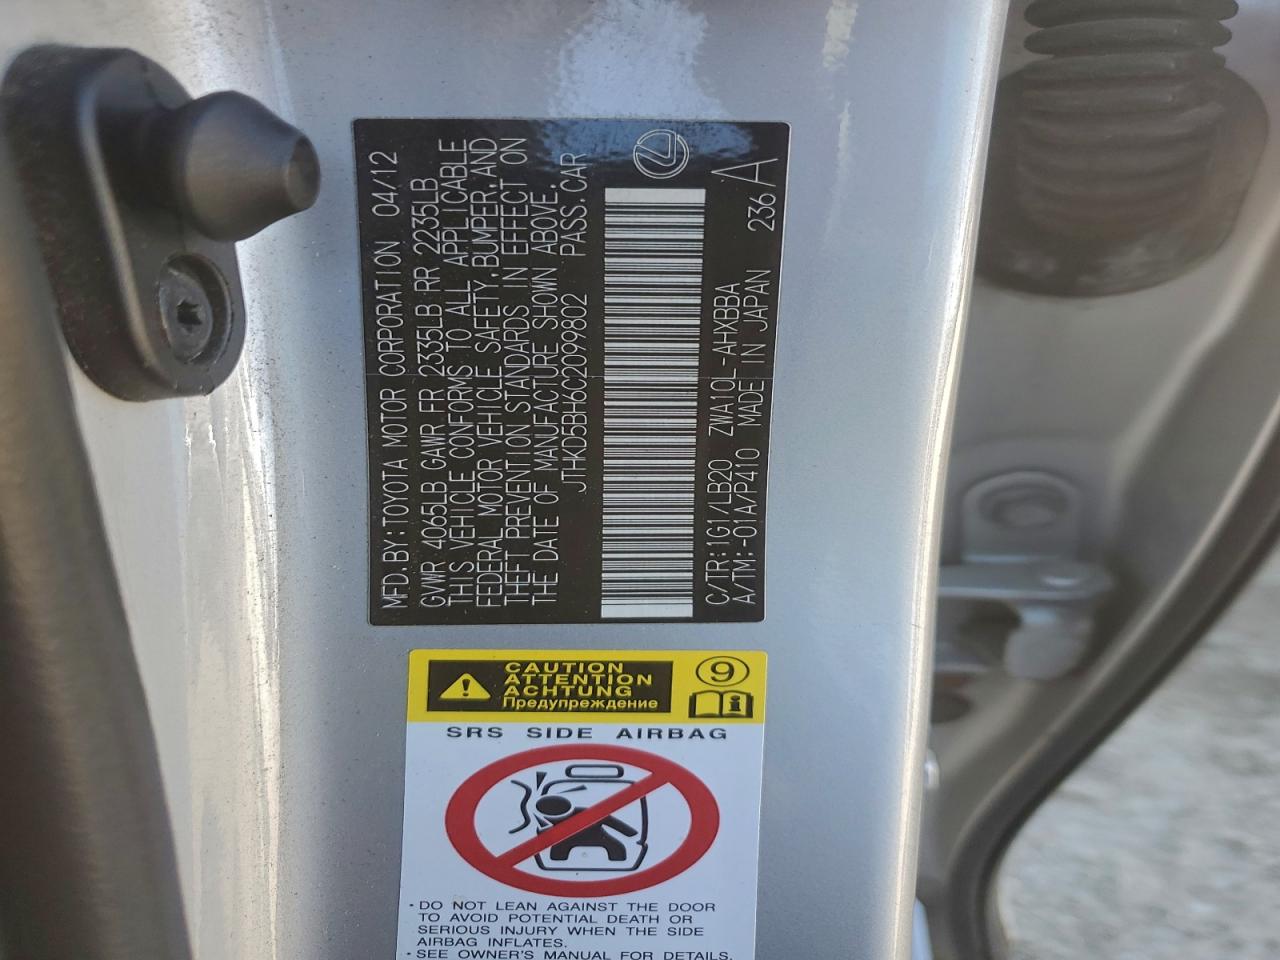 MFD.BY:TOYOTA MOTOR CORPORATION 04/12
GVWR 4065LB GAWR FR 2335LB RR 2235LB
THIS VEHICLE CONFORMS TO ALL APPLICABLE
FEDERAL MOTOR VEHICLE SAFETY,BUMPER,AND
THEFT PREVENTION STANDARDS IN EFFECT ON
THE DATE OF MANUFACTURE SHOWN ABOVE.
JTHKD5BH6C2099802 PASS.CAR
C/TR:1G1/LB20 ZWA10L-AHXBBA
A/TM:-01A/P410 MADE IN JAPAN 236 A
CAUTION
ATTENTION
ACHTUNG
Предупреждение
9
SRS SIDE AIRBAG
· DO NOT LEAN AGAINST THE DOOR
TO AVOID POTENTIAL DEATH OR
SERIOUS INJURY WHEN THE SIDE
AIRBAG INFLATES.
· SEE OWNER'S MANUAL FOR DETAILS.